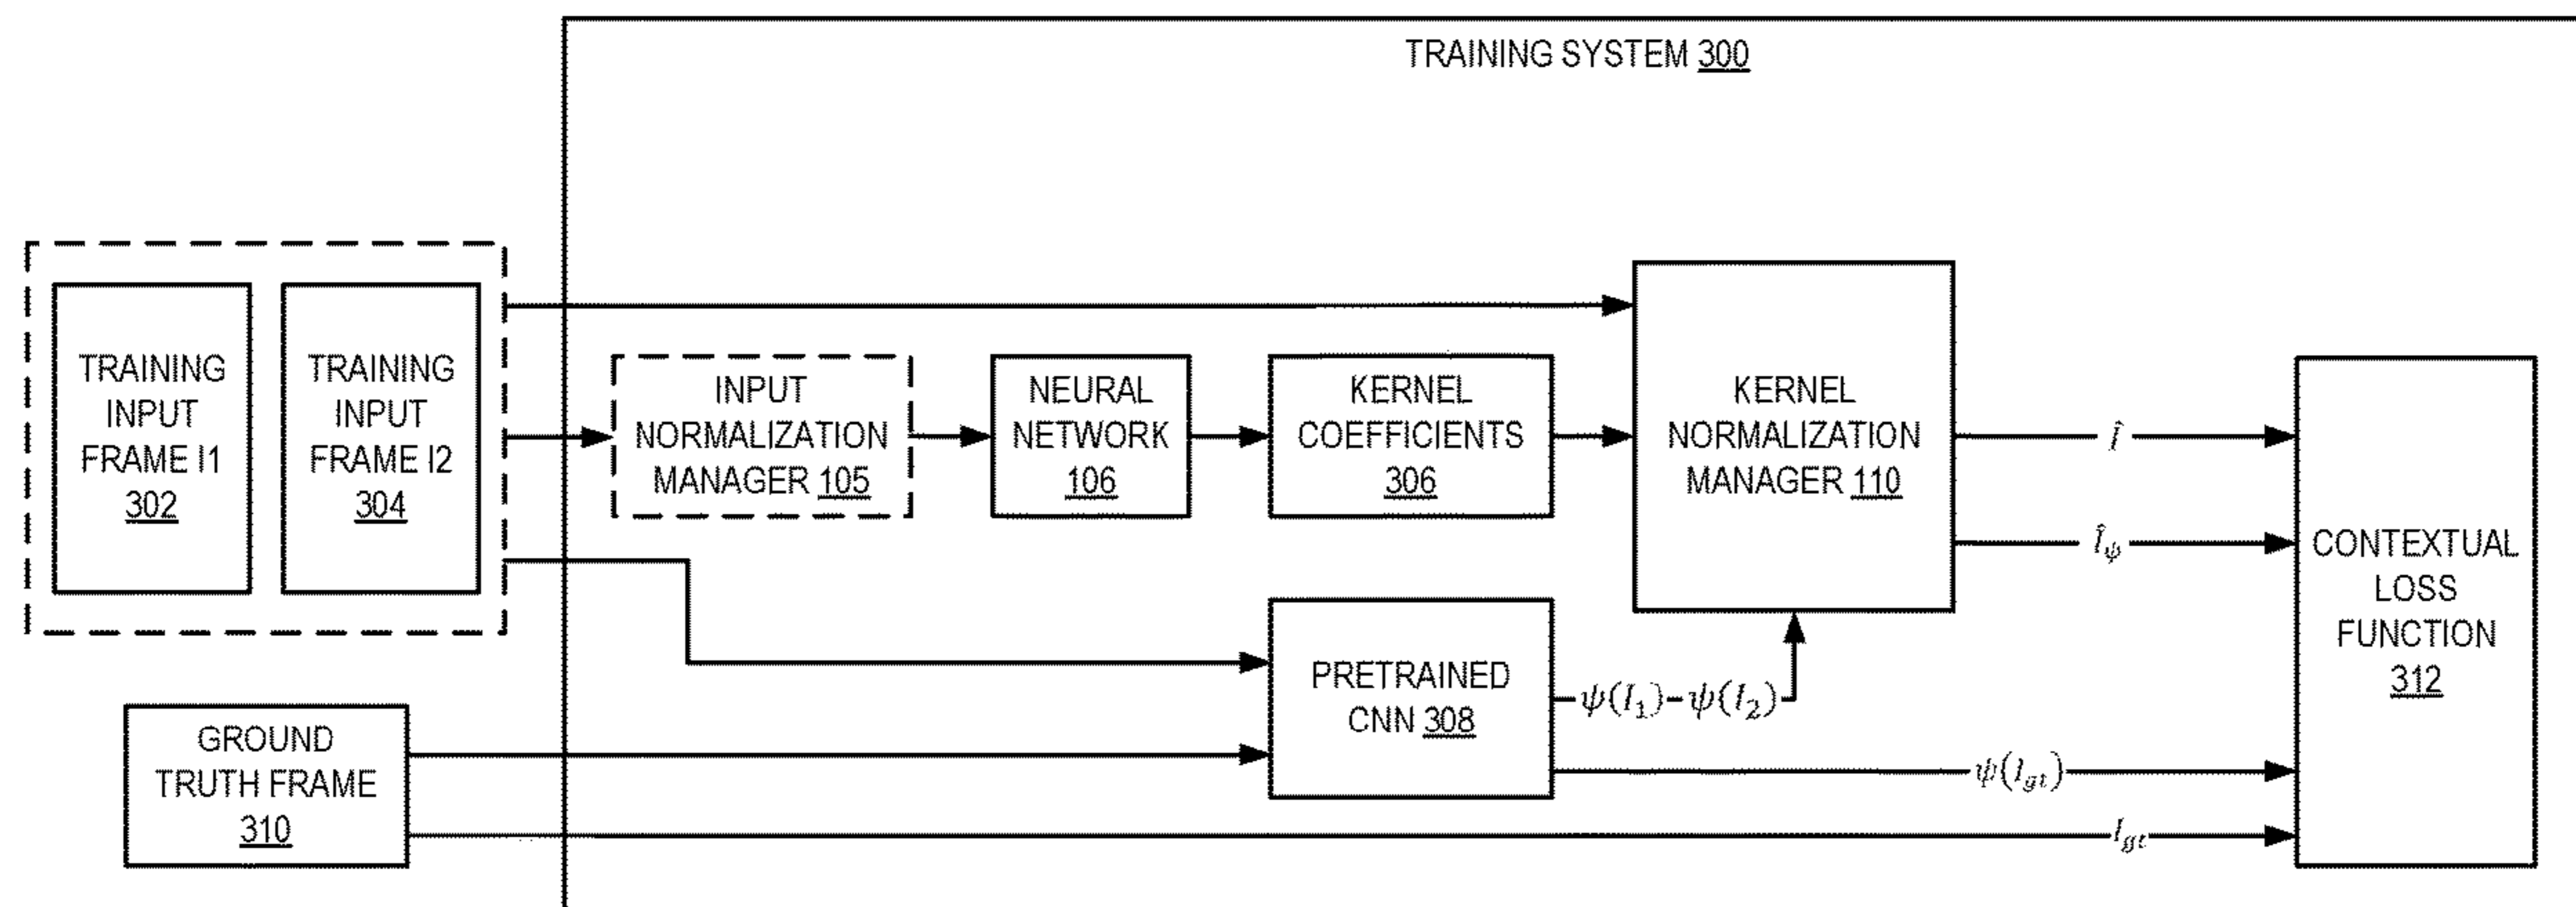 TRAINING SYSTEM 300
TRAINING
INPUT
FRAME I1
302
TRAINING
INPUT
FRAME I2
304
INPUT
NORMALIZATION
MANAGER 105
NEURAL
NETWORK
106
KERNEL
COEFFICIENTS
306
KERNEL
NORMALIZATION
MANAGER 110
Î
Î_ψ
CONTEXTUAL
LOSS
FUNCTION
312
PRETRAINED
CNN 308
ψ(I₁)-ψ(I₂)
ψ(I_gt)
GROUND
TRUTH FRAME
310
I_gt